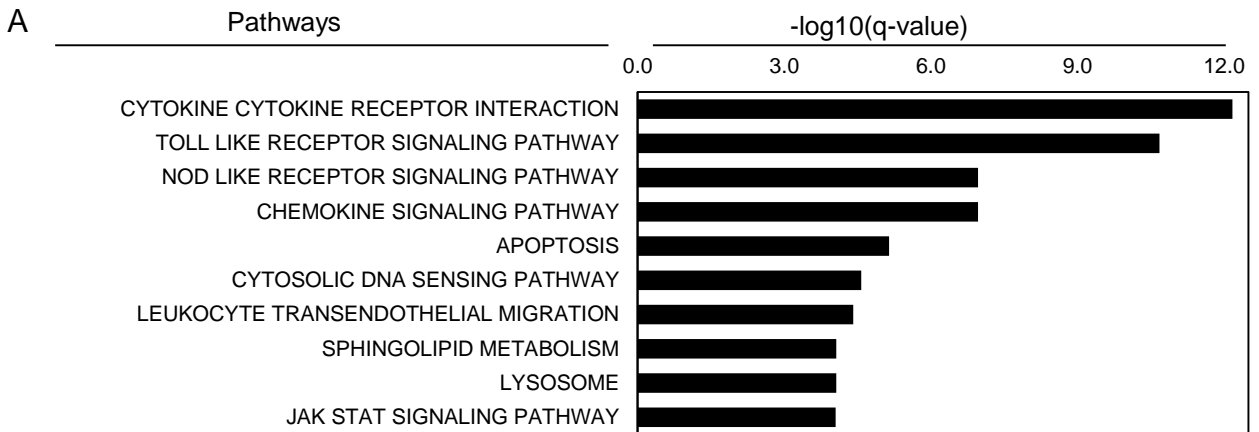 A
Pathways
-log10(q-value)
0.0 3.0 6.0 9.0 12.0
CYTOKINE CYTOKINE RECEPTOR INTERACTION
TOLL LIKE RECEPTOR SIGNALING PATHWAY
NOD LIKE RECEPTOR SIGNALING PATHWAY
CHEMOKINE SIGNALING PATHWAY
APOPTOSIS
CYTOSOLIC DNA SENSING PATHWAY
LEUKOCYTE TRANSENDOTHELIAL MIGRATION
SPHINGOLIPID METABOLISM
LYSOSOME
JAK STAT SIGNALING PATHWAY